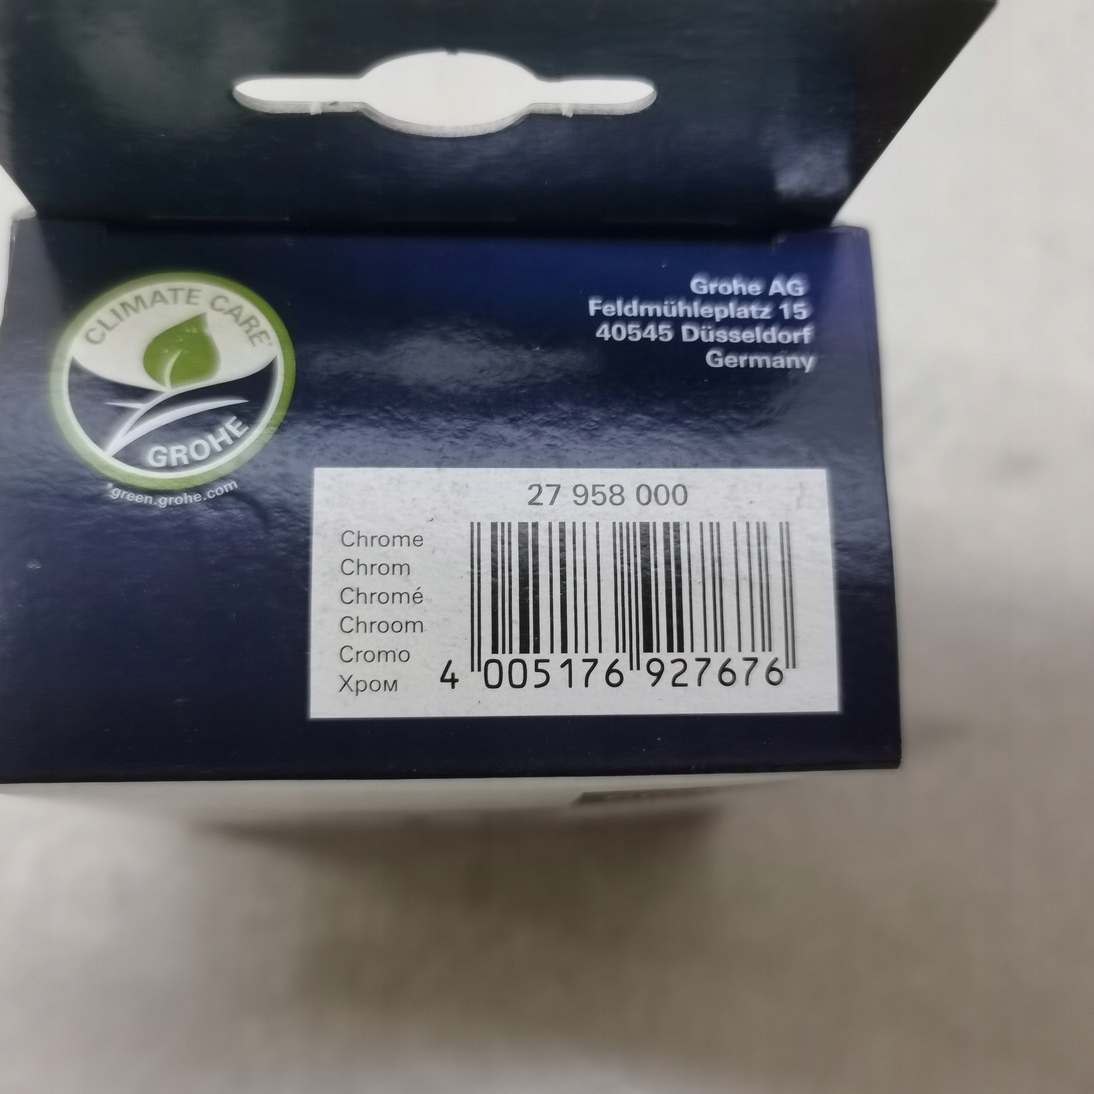 CLIMATE CARE*
GROHE
*green.grohe.com
Grohe AG
Feldmühleplatz 15
40545 Düsseldorf
Germany
27 958 000
Chrome
Chrom
Chromé
Chroom
Cromo
Хром
4 005176 927676